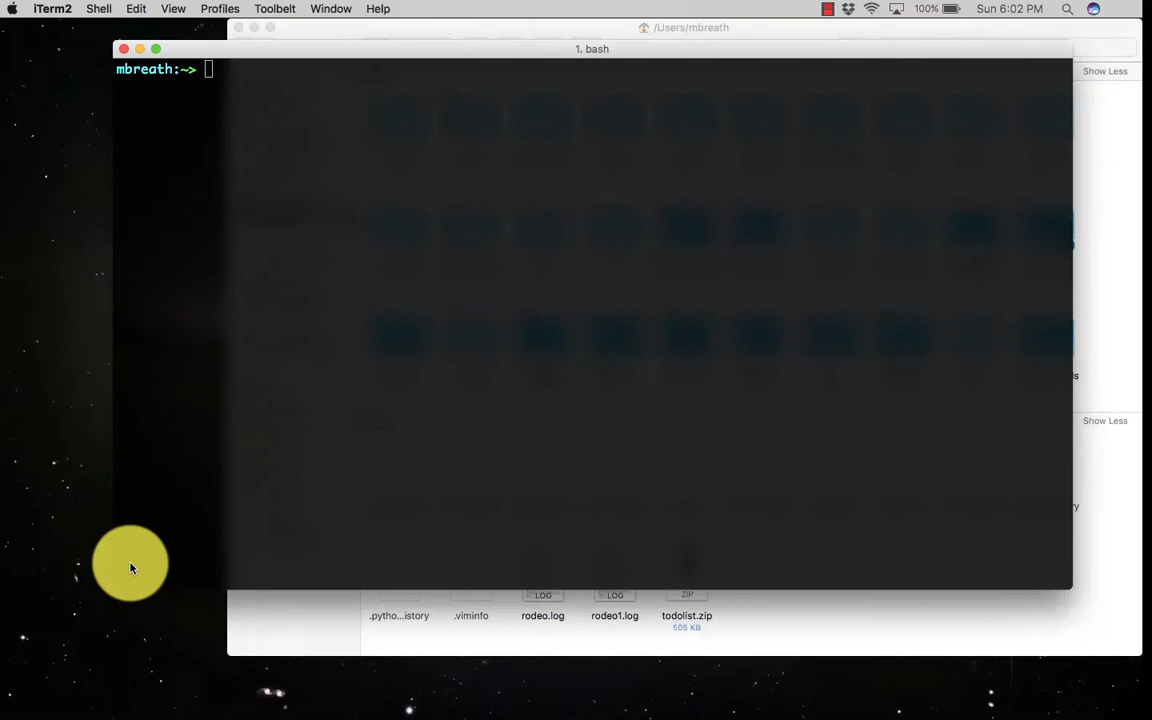 iTerm2 Shell Edit View Profiles Toolbelt Window Help 100% Sun 6:02 PM
/Users/mbreath
1. bash
mbreath:~>
Show Less
Show Less
LOG LOG ZIP
.pytho...istory .viminfo rodeo.log rodeo1.log todolist.zip
505 KB